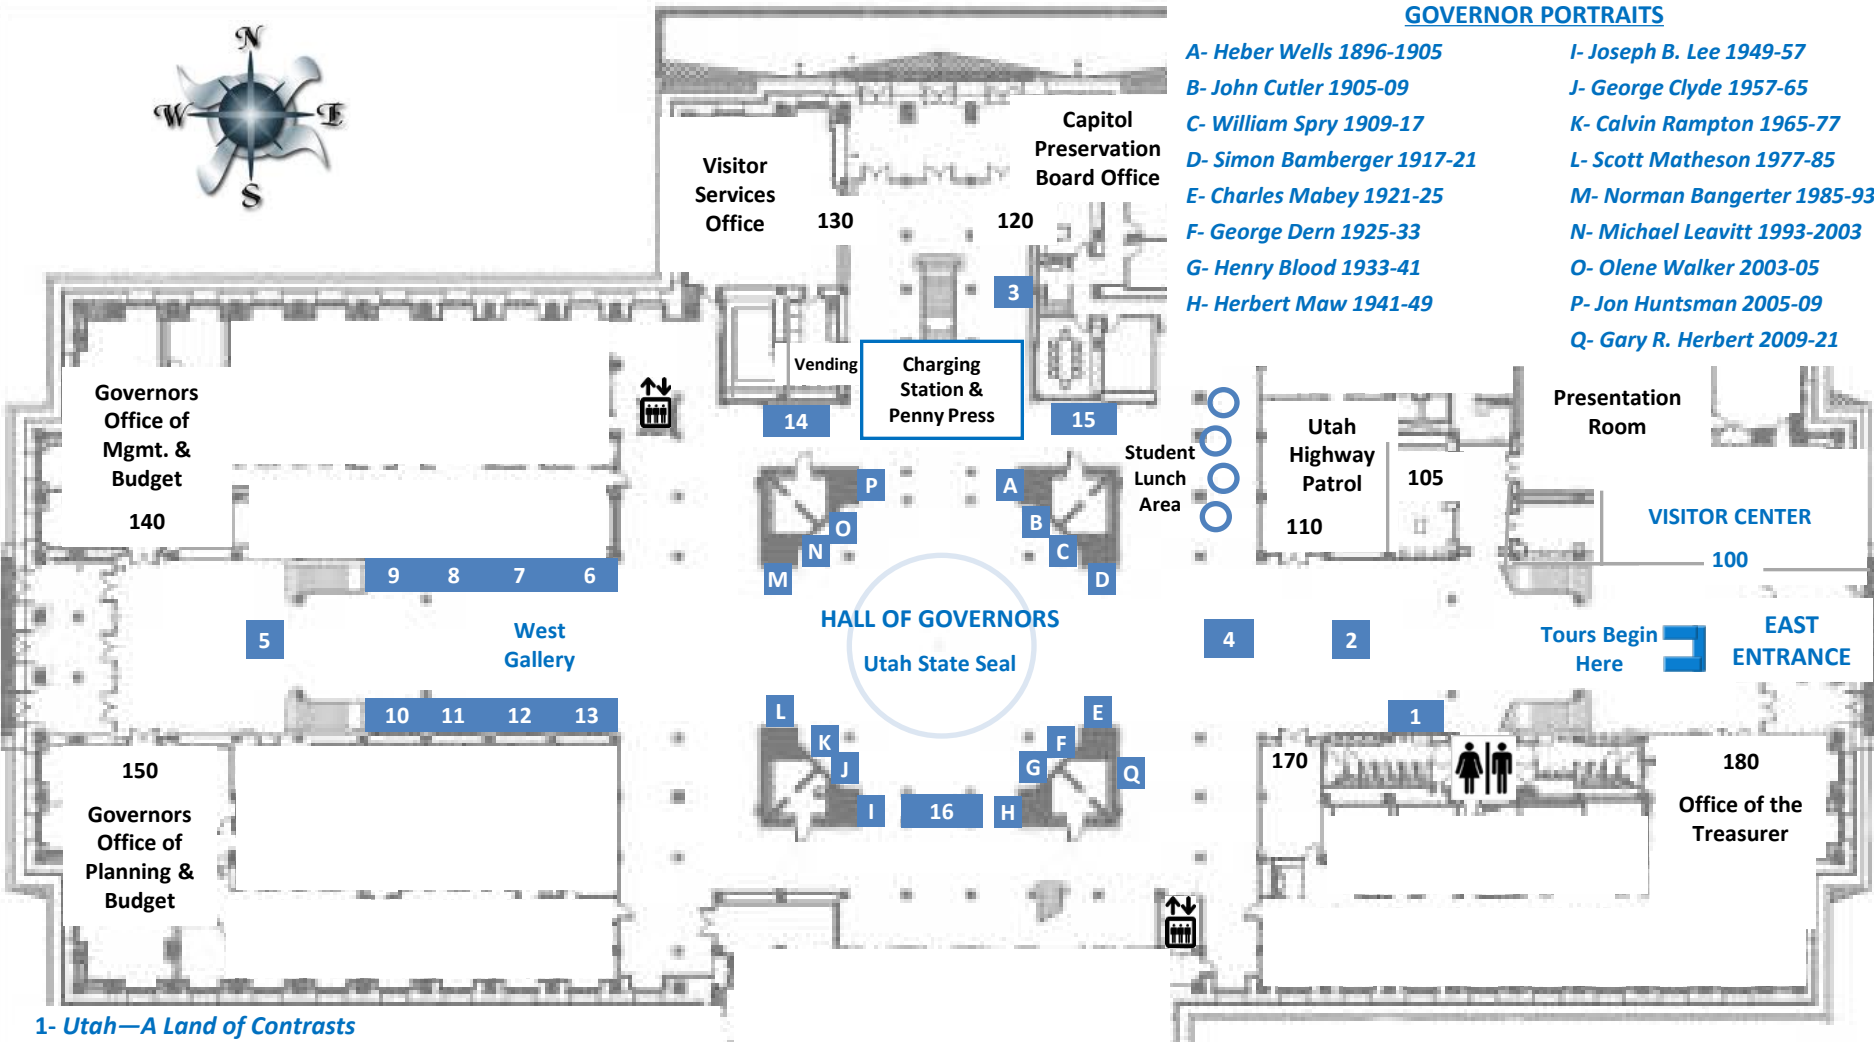 GOVERNOR PORTRAITS
A- Heber Wells 1896-1905
B- John Cutler 1905-09
C- William Spry 1909-17
D- Simon Bamberger 1917-21
E- Charles Mabey 1921-25
F- George Dern 1925-33
G- Henry Blood 1933-41
H- Herbert Maw 1941-49
I- Joseph B. Lee 1949-57
J- George Clyde 1957-65
K- Calvin Rampton 1965-77
L- Scott Matheson 1977-85
M- Norman Bangerter 1985-93
N- Michael Leavitt 1993-2003
O- Olene Walker 2003-05
P- Jon Huntsman 2005-09
Q- Gary R. Herbert 2009-21
N
W
E
S
Visitor
Services
Office
130
Capitol
Preservation
Board Office
120
3
Vending
Charging
Station &
Penny Press
14
15
Governors
Office of
Mgmt. &
Budget
140
Student
Lunch
Area
Utah
Highway
Patrol
110
105
Presentation
Room
VISITOR CENTER
100
P
O
N
M
A
B
C
D
9
8
7
6
5
West
Gallery
HALL OF GOVERNORS
Utah State Seal
4
2
Tours Begin
Here
EAST
ENTRANCE
10
11
12
13
L
K
J
I
16
E
F
G
H
Q
1
150
Governors
Office of
Planning &
Budget
170
180
Office of the
Treasurer
1- Utah—A Land of Contrasts